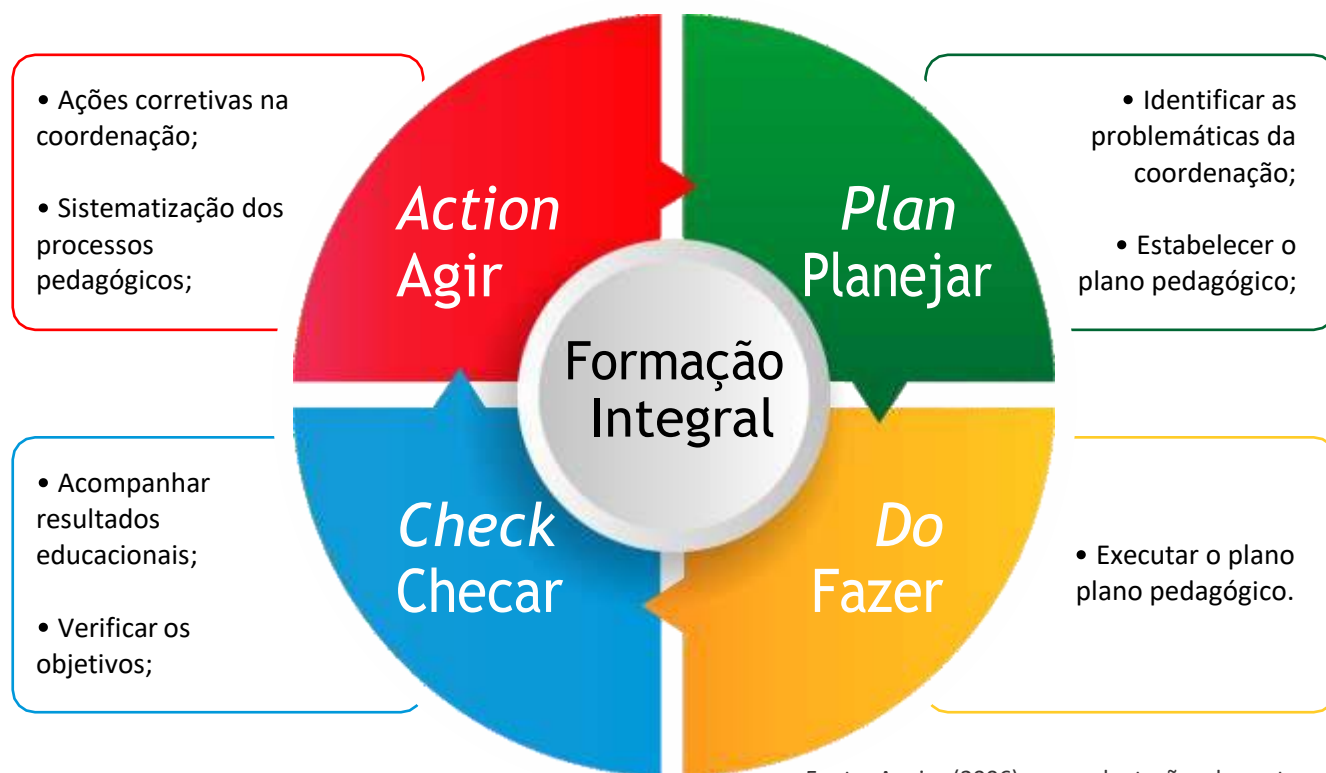 • Ações corretivas na
coordenação;
• Sistematização dos
processos
pedagógicos;
Action
Agir
Plan
Planejar
• Identificar as
problemáticas da
coordenação;
• Estabelecer o
plano pedagógico;
Formação
Integral
• Acompanhar
resultados
educacionais;
• Verificar os
objetivos;
Check
Checar
Do
Fazer
• Executar o plano
plano pedagógico.